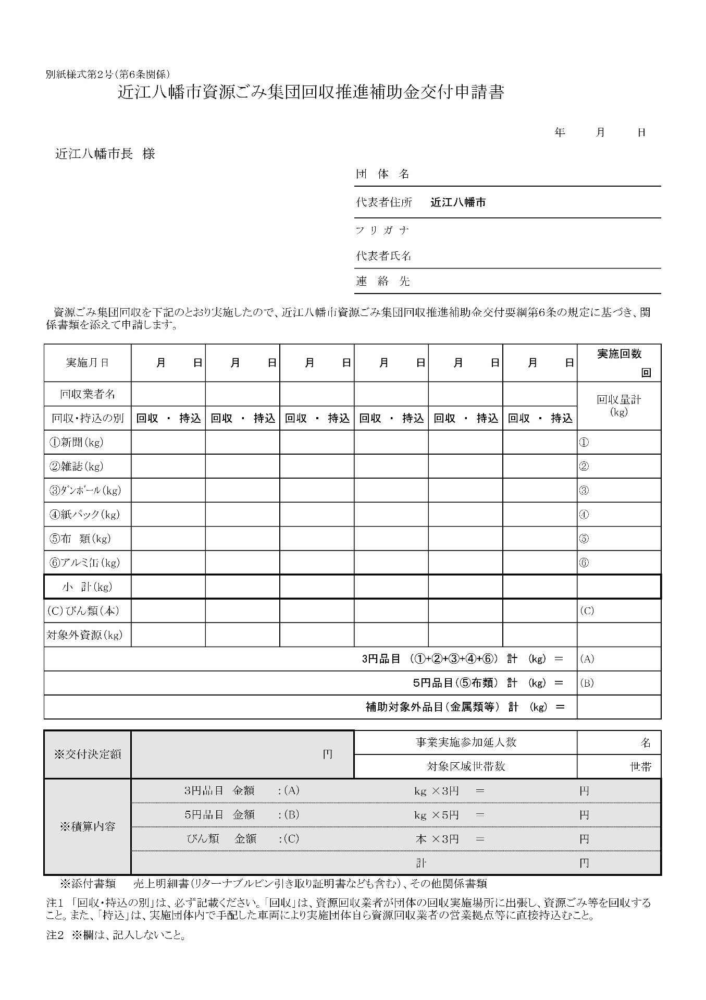 別紙様式第2号(第6条関係)
近江八幡市資源ごみ集団回収推進補助金交付申請書
年 月 日
近江八幡市長 様
団 体 名
代表者住所 近江八幡市
フ リ ガ ナ
代表者氏名
連 絡 先
資源ごみ集団回収を下記のとおり実施したので、近江八幡市資源ごみ集団回収推進補助金交付要綱第6条の規定に基づき、関
係書類を添えて申請します。
実施月日 月 日 月 日 月 日 月 日 月 日 月 日 実施回数
回
回収業者名
回収量計
(kg)
回収・持込の別 回収 ・ 持込 回収 ・ 持込 回収 ・ 持込 回収 ・ 持込 回収 ・ 持込 回収 ・ 持込
①新聞(kg) ①
②雑誌(kg) ②
③ダンボール(kg) ③
④紙パック(kg) ④
⑤布 類(kg) ⑤
⑥アルミ缶(kg) ⑥
小 計(kg)
(C)びん類(本) (C)
対象外資源(kg)
3円品目 (①+②+③+④+⑥) 計 (kg) = (A)
5円品目(⑤布類) 計 (kg) = (B)
補助対象外品目(金属類等) 計 (kg) =
※交付決定額 円
事業実施参加延人数 名
対象区域世帯数 世帯
※積算内容
3円品目 金額 :(A) kg ×3円 = 円
5円品目 金額 :(B) kg ×5円 = 円
びん類 金額 :(C) 本 ×3円 = 円
計 円
※添付書類 売上明細書(リターナブルビン引き取り証明書なども含む)、その他関係書類
注1 「回収・持込の別」は、必ず記載ください。「回収」は、資源回収業者が団体の回収実施場所に出張し、資源ごみ等を回収する
こと。また、「持込」は、実施団体内で手配した車両により実施団体自ら資源回収業者の営業拠点等に直接持込むこと。
注2 ※欄は、記入しないこと。